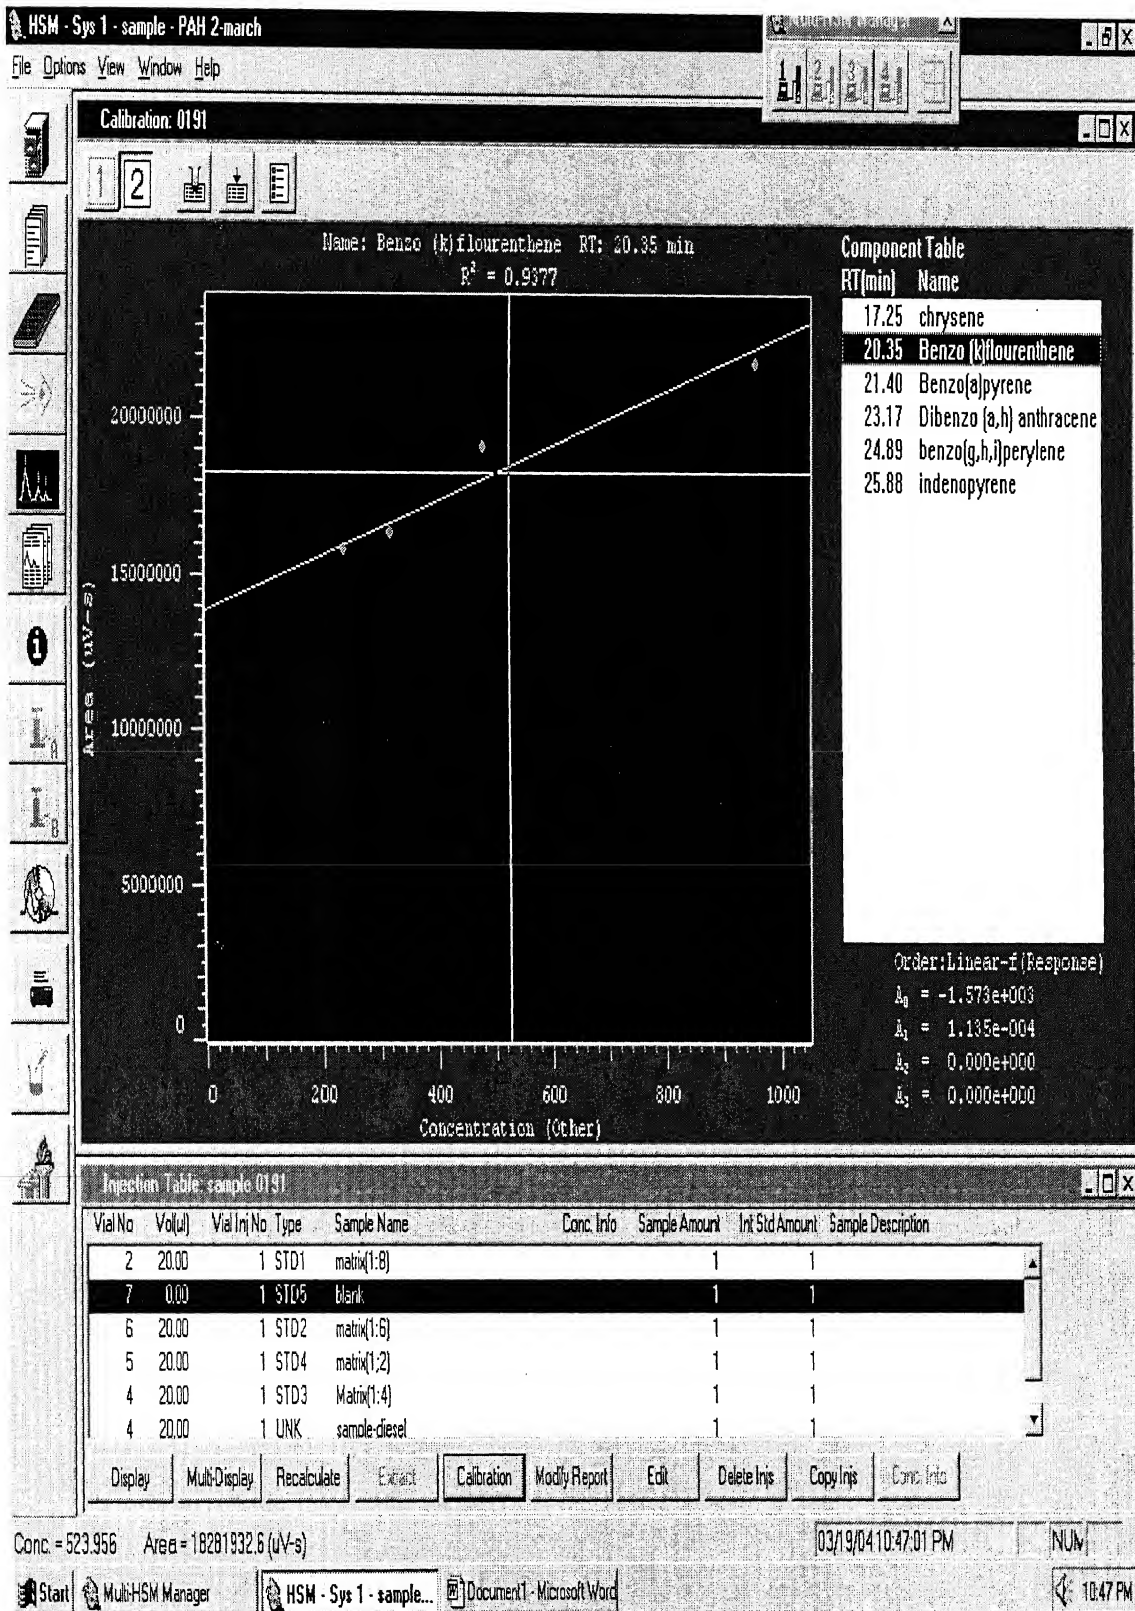 HSM - Sys 1 - sample - PAH 2-march
File Options View Window Help
1 2 3 4
Calibration: 0191
1 2
Name: Benzo (k)flourenthene RT: 20.35 min
R² = 0.9377
Component Table
RT(min) Name
17.25 chrysene
20.35 Benzo (k)flourenthene
21.40 Benzo(a)pyrene
23.17 Dibenzo (a,h) anthracene
24.89 benzo(g,h,i)perylene
25.88 indenopyrene
Area (uV-s)
20000000
15000000
10000000
5000000
0
0 200 400 600 800 1000
Concentration (Other)
Order:Linear-f(Response)
A₀ = -1.573e+003
A₁ = 1.135e-004
A₂ = 0.000e+000
A₃ = 0.000e+000
A
B
Injection Table: sample 0191
Vial No Vol(ul) Vial Inj No Type Sample Name Conc. Info Sample Amount Int Std Amount Sample Description
2 20.00 1 STD1 matrix(1:8) 1 1
7 0.00 1 STD5 blank 1 1
6 20.00 1 STD2 matrix(1:6) 1 1
5 20.00 1 STD4 matrix(1;2) 1 1
4 20.00 1 STD3 Matrix(1:4) 1 1
4 20.00 1 UNK sample-diesel 1 1
Display Multi-Display Recalculate Extract Calibration Modify Report Edit Delete Injs Copy Injs Conc. Info
Conc. = 523.956 Area = 18281932.6 (uV-s) 03/19/04 10:47:01 PM NUM
Start Multi-HSM Manager HSM - Sys 1 - sample... Document1 - Microsoft Word 10:47 PM